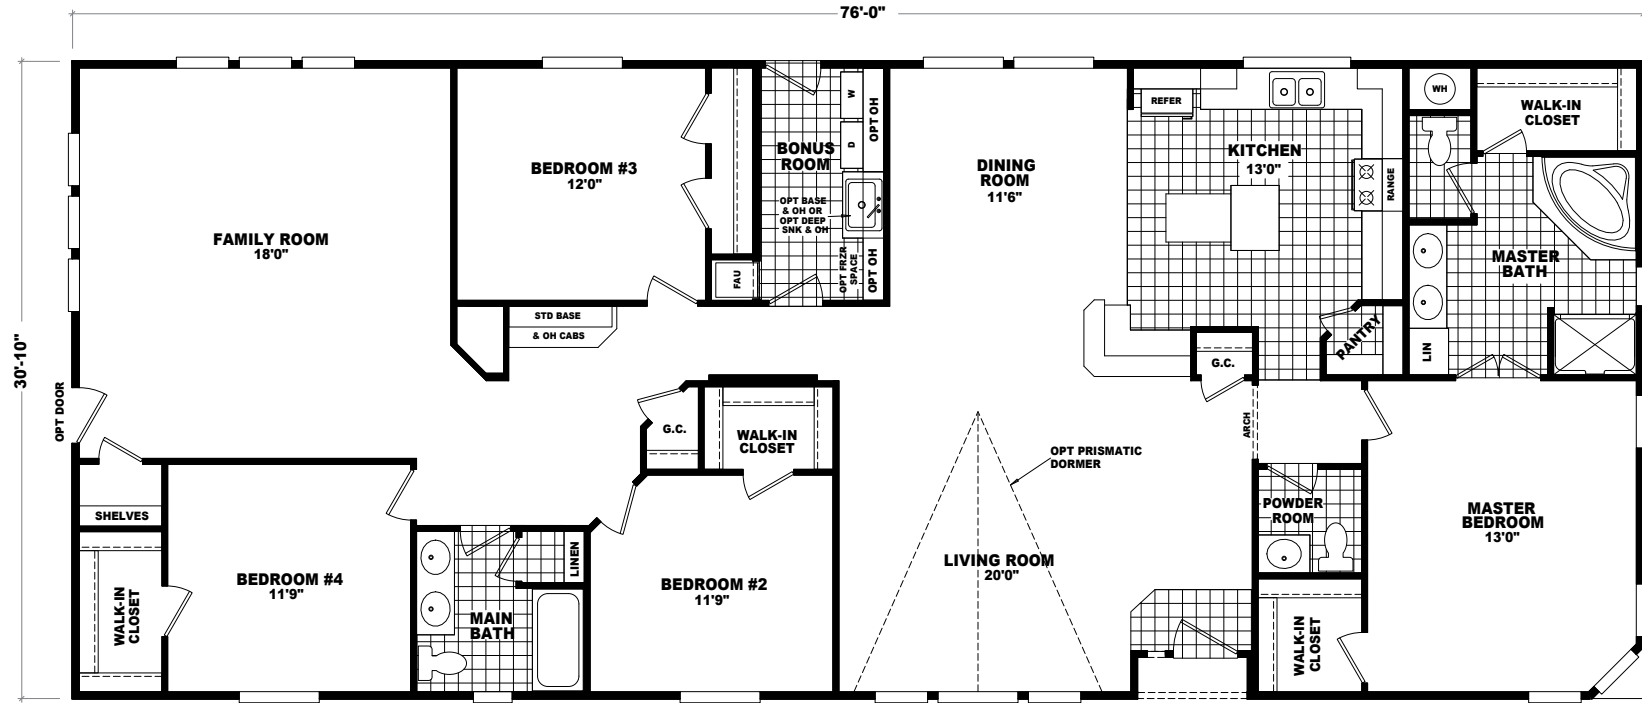 76'-0"
30'-10"
FAMILY ROOM
18'0"
BEDROOM #3
12'0"
FAU
BONUS
ROOM
W
D
OPT OH
OPT BASE
& OH OR
OPT DEEP
SNK & OH
OPT FRZR
SPACE
OPT OH
DINING
ROOM
11'6"
REFER
KITCHEN
13'0"
RANGE
WH
WALK-IN
CLOSET
MASTER
BATH
LIN
PANTRY
G.C.
STD BASE
& OH CABS
OPT DOOR
G.C.
WALK-IN
CLOSET
ARCH
OPT PRISMATIC
DORMER
SHELVES
WALK-IN
CLOSET
BEDROOM #4
11'9"
MAIN
BATH
LINEN
BEDROOM #2
11'9"
LIVING ROOM
20'0"
POWDER
ROOM
WALK-IN
CLOSET
MASTER
BEDROOM
13'0"